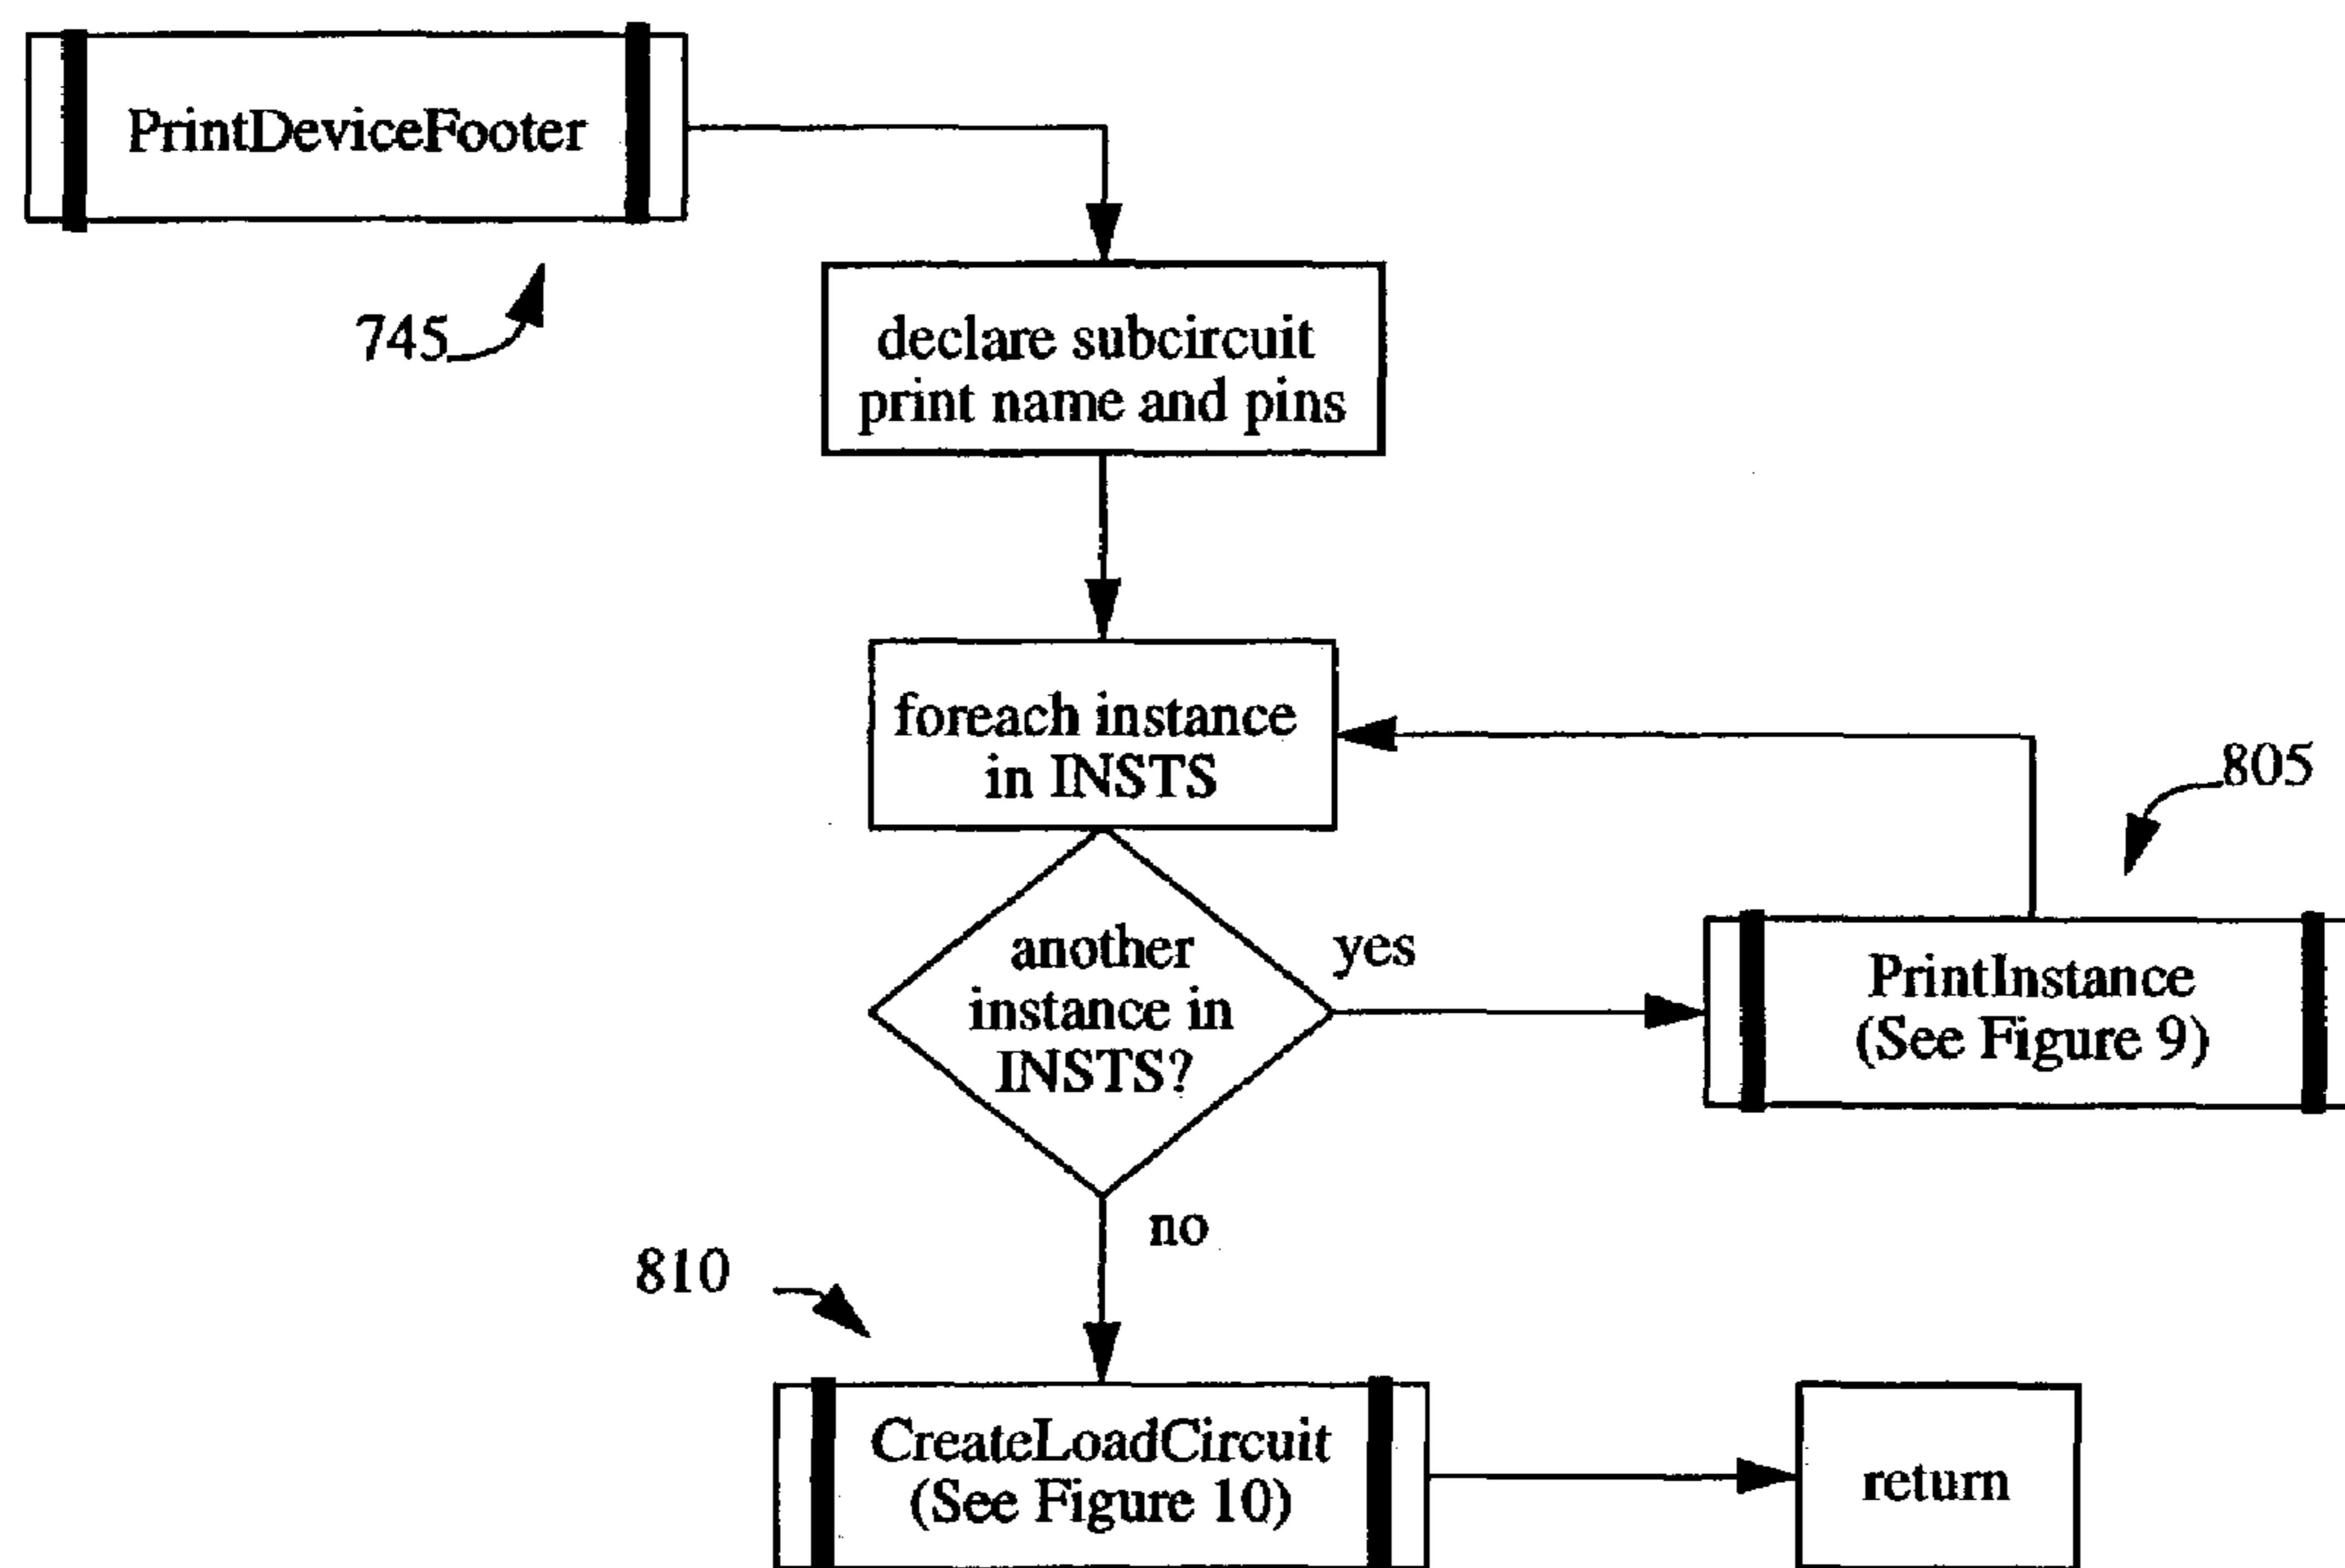 PrintDeviceFooter
745
declare subcircuit
print name and pins
foreach instance
in INSTS
805
another
instance in
INSTS?
yes
PrintInstance
(See Figure 9)
no
810
CreateLoadCircuit
(See Figure 10)
return